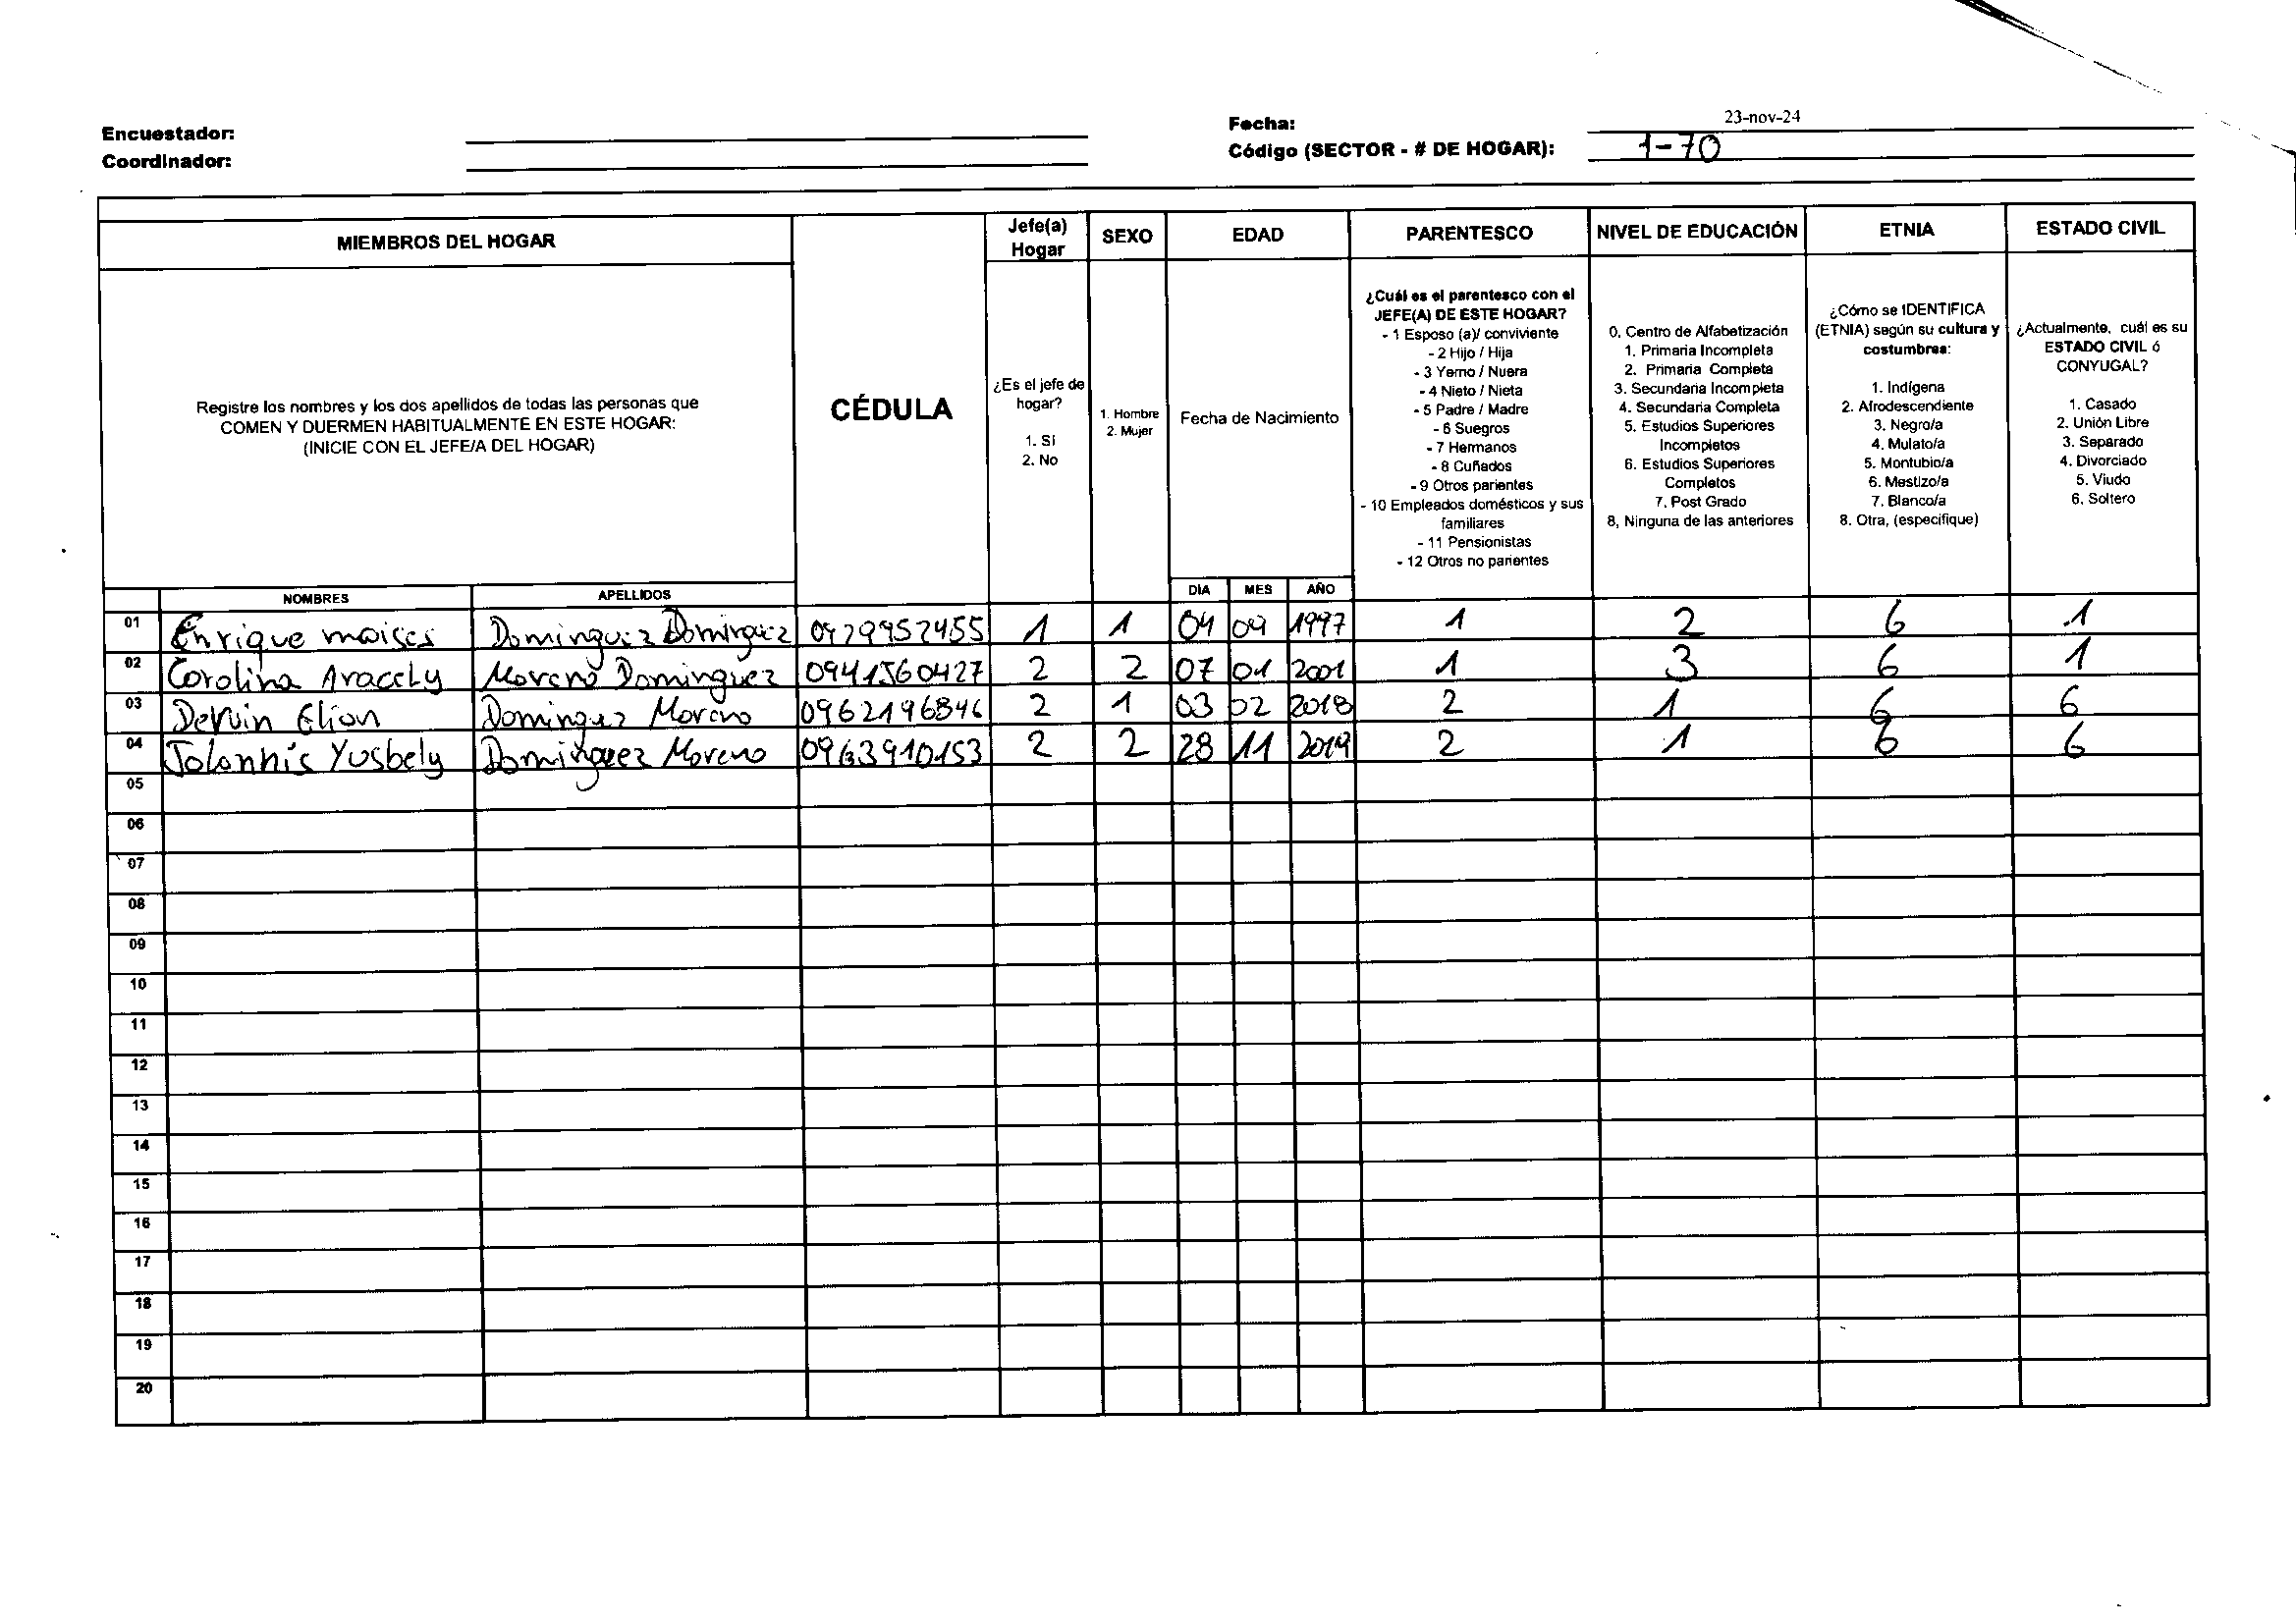 Encuestador:
Coordinador:
Fecha: 23-nov-24
Código (SECTOR - # DE HOGAR): 1-70
MIEMBROS DEL HOGAR
Registre los nombres y los dos apellidos de todas las personas que
COMEN Y DUERMEN HABITUALMENTE EN ESTE HOGAR:
(INICIE CON EL JEFE/A DEL HOGAR)
CÉDULA
Jefe(a)
Hogar
¿Es el jefe de
hogar?
1. Sí
2. No
SEXO
1. Hombre
2. Mujer
EDAD
Fecha de Nacimiento
PARENTESCO
¿Cuál es el parentesco con el
JEFE(A) DE ESTE HOGAR?
- 1 Esposo (a)/ conviviente
- 2 Hijo / Hija
- 3 Yerno / Nuera
- 4 Nieto / Nieta
- 5 Padre / Madre
- 6 Suegros
- 7 Hermanos
- 8 Cuñados
- 9 Otros parientes
- 10 Empleados domésticos y sus
familiares
- 11 Pensionistas
- 12 Otros no parientes
NIVEL DE EDUCACIÓN
0. Centro de Alfabetización
1. Primaria Incompleta
2. Primaria Completa
3. Secundaria Incompleta
4. Secundaria Completa
5. Estudios Superiores
Incompletos
6. Estudios Superiores
Completos
7. Post Grado
8, Ninguna de las anteriores
ETNIA
¿Cómo se IDENTIFICA
(ETNIA) según su cultura y
costumbres:
1. Indígena
2. Afrodescendiente
3. Negro/a
4. Mulato/a
5. Montubio/a
6. Mestizo/a
7. Blanco/a
8. Otra, (especifique)
ESTADO CIVIL
¿Actualmente, cuál es su
ESTADO CIVIL ó
CONYUGAL?
1. Casado
2. Unión Libre
3. Separado
4. Divorciado
5. Viudo
6. Soltero
NOMBRES APELLIDOS DIA MES AÑO
01 Enrique moises Dominguez Dominguez 0929952455 1 1 04 09 1997 1 2 6 1
02 Carolina Aracely Moreno Dominguez 0941560427 2 2 07 01 2001 1 3 6 1
03 Dervin Elian Dominguez Moreno 0962196846 2 1 03 02 2018 2 1 6 6
04 Jolannis Yusbely Dominguez Moreno 0963910153 2 2 28 11 2019 2 1 6 6
05
06
07
08
09
10
11
12
13
14
15
16
17
18
19
20